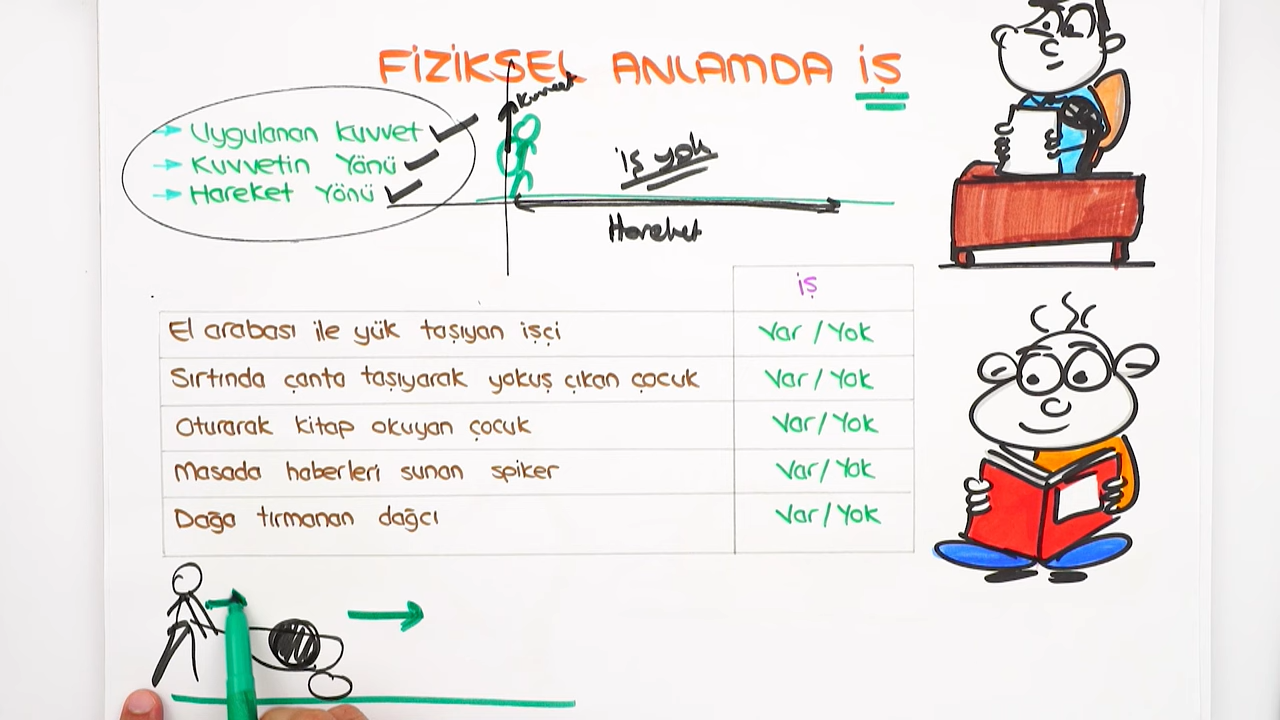 FİZİKSEL ANLAMDA İŞ
Kuvvet
→ Uygulanan Kuvvet
→ Kuvvetin Yönü
→ Hareket Yönü
iş yok
Hareket
iş
El arabası ile yük taşıyan işçi Var / Yok
Sırtında çanta taşıyarak yokuş çıkan çocuk Var / Yok
Oturarak kitap okuyan çocuk Var / Yok
Masada haberleri sunan spiker Var / Yok
Dağa tırmanan dağcı Var / Yok